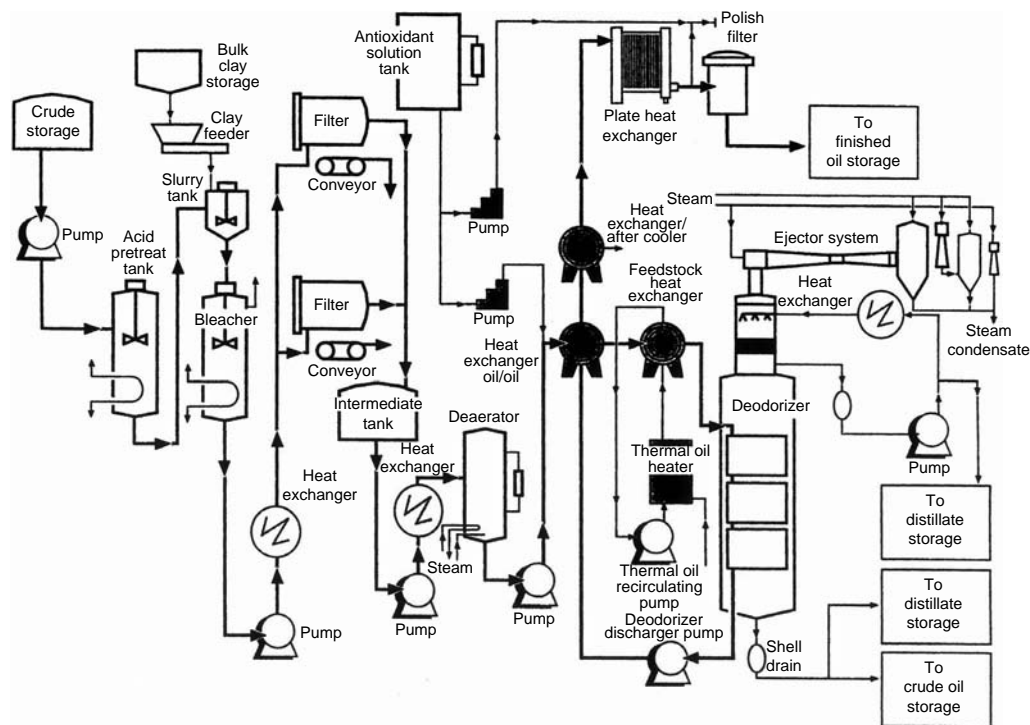 Bulk
clay
storage
Antioxidant
solution
tank
Polish
filter
Crude
storage
Clay
feeder
Filter
Plate heat
exchanger
To
finished
oil storage
Slurry
tank
Conveyor
Pump
Acid
pretreat
tank
Pump
Heat
exchanger/
after cooler
Steam
Ejector system
Feedstock
heat
exchanger
Heat
exchanger
Bleacher
Filter
Pump
Heat
exchanger
oil/oil
Steam
condensate
Conveyor
Intermediate
tank
Deaerator
Deodorizer
Heat
exchanger
Heat
exchanger
Thermal oil
heater
Pump
To
distillate
storage
Steam
Thermal oil
recirculating
pump
Pump
Pump
Pump
Deodorizer
discharger pump
Shell
drain
To
distillate
storage
To
crude oil
storage